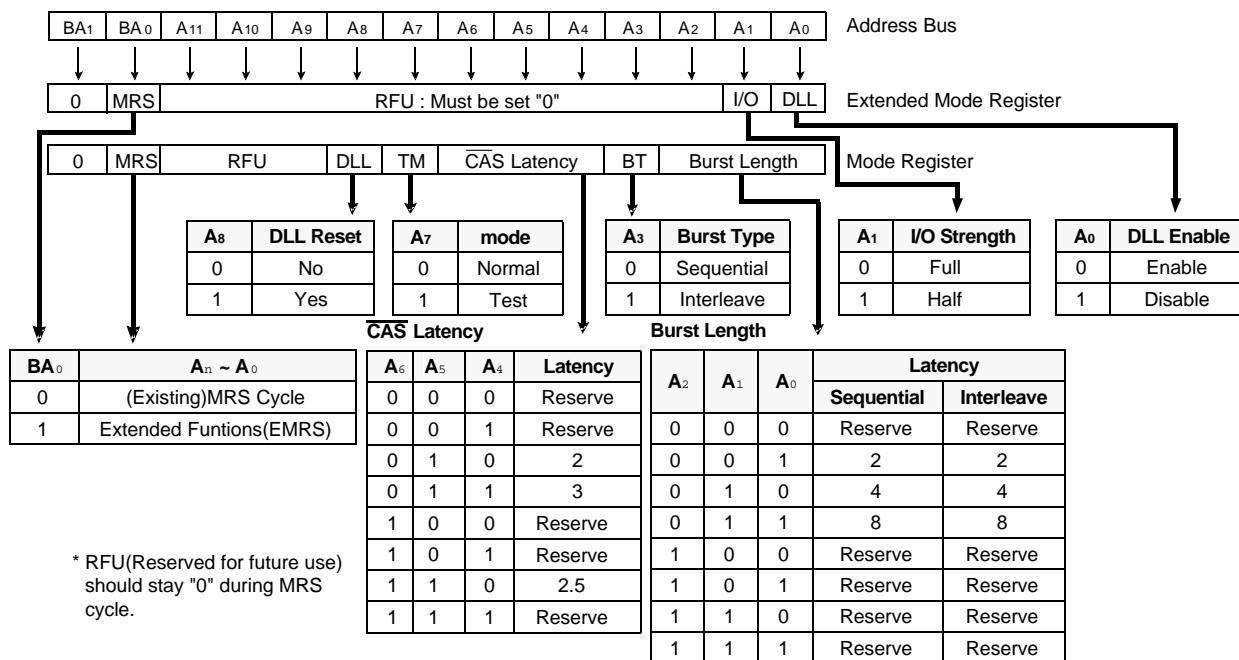 BA1 BA0 A11 A10 A9 A8 A7 A6 A5 A4 A3 A2 A1 A0 Address Bus
0 MRS RFU : Must be set "0" I/O DLL Extended Mode Register
0 MRS RFU DLL TM CAS Latency BT Burst Length Mode Register
A8 DLL Reset
0 No
1 Yes
A7 mode
0 Normal
1 Test
A3 Burst Type
0 Sequential
1 Interleave
A1 I/O Strength
0 Full
1 Half
A0 DLL Enable
0 Enable
1 Disable
BA0 An ~ A0
0 (Existing)MRS Cycle
1 Extended Funtions(EMRS)
* RFU(Reserved for future use)
should stay "0" during MRS
cycle.
CAS Latency
A6 A5 A4 Latency
0 0 0 Reserve
0 0 1 Reserve
0 1 0 2
0 1 1 3
1 0 0 Reserve
1 0 1 Reserve
1 1 0 2.5
1 1 1 Reserve
Burst Length
A2 A1 A0 Latency
Sequential Interleave
0 0 0 Reserve Reserve
0 0 1 2 2
0 1 0 4 4
0 1 1 8 8
1 0 0 Reserve Reserve
1 0 1 Reserve Reserve
1 1 0 Reserve Reserve
1 1 1 Reserve Reserve